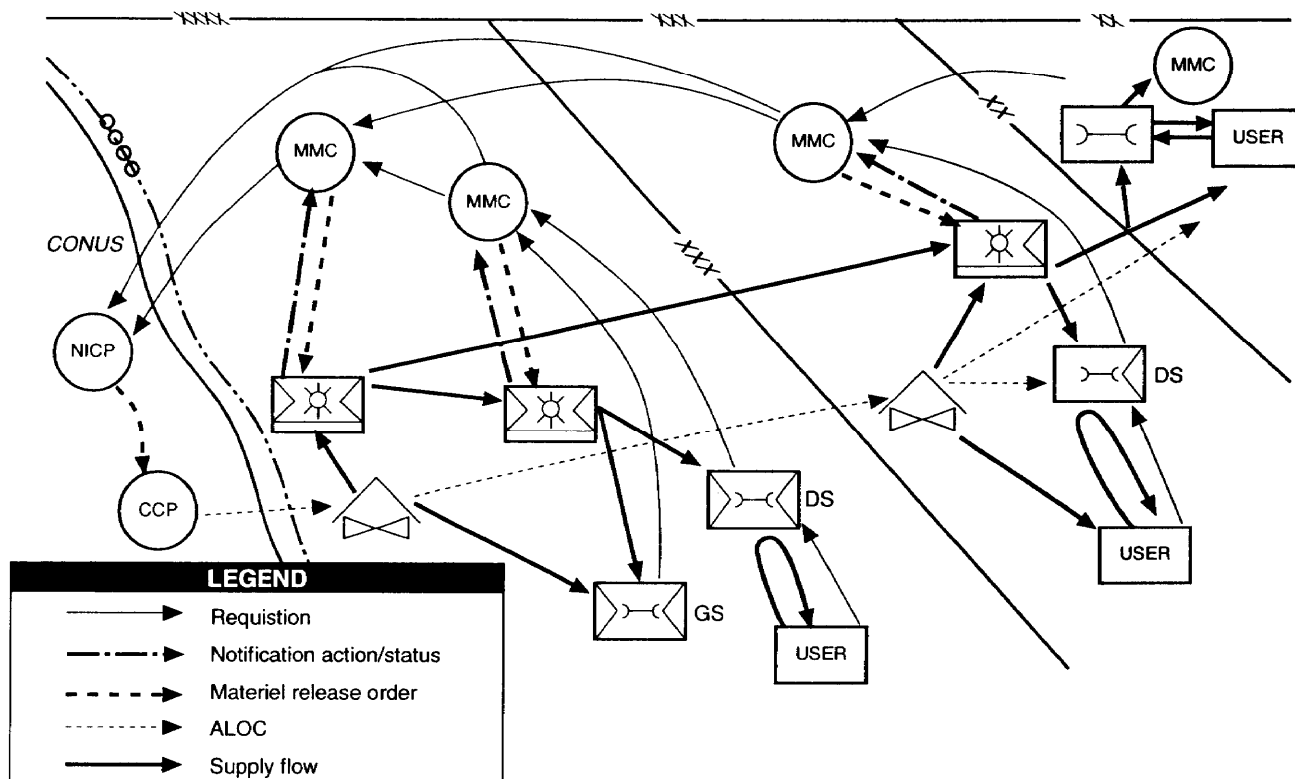 MMC
MMC
MMC
MMC
USER
CONUS
NICP
DS
CCP
DS
USER
GS
USER
LEGEND
Requistion
Notification action/status
Materiel release order
ALOC
Supply flow